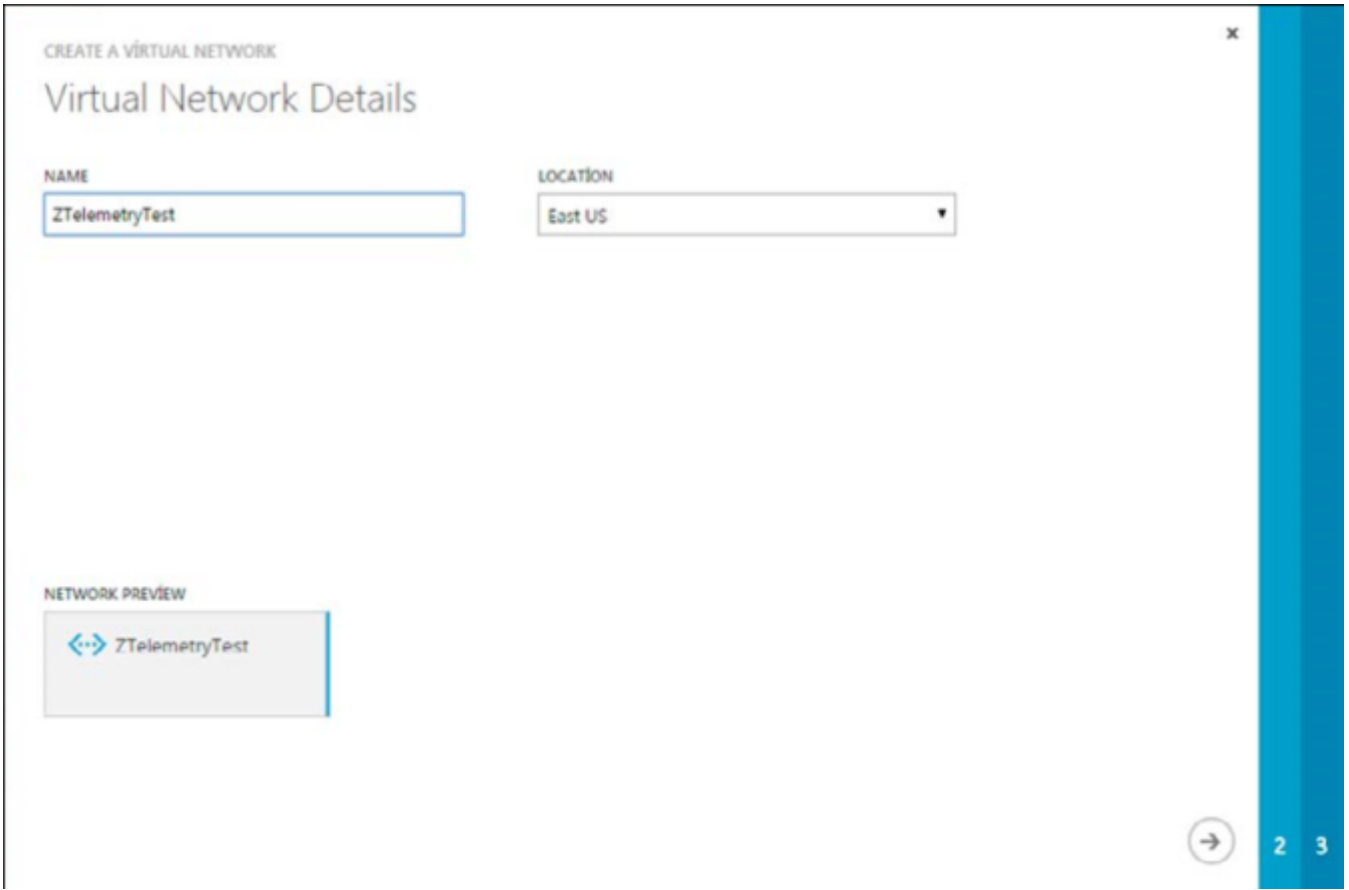 x
CREATE A VİRTUAL NETWORK
Virtual Network Details
NAME
LOCATİON
ZTelemetryTest
East US
NETWORK PREVİEW
ZTelemetryTest
2 3